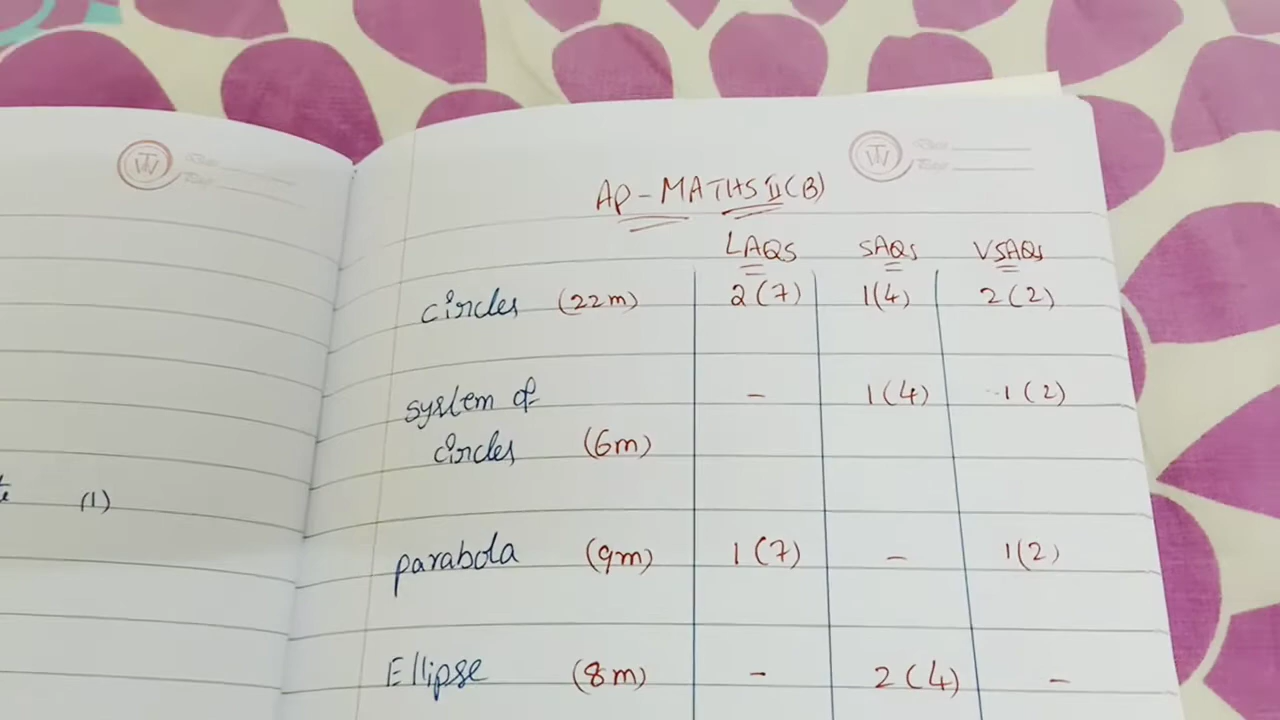 AP - MATHS II (B)
LAQS SAQS VSAQS
circles (22m) 2(7) 1(4) 2(2)
system of - 1(4) 1(2)
circles (6m)
(1)
parabola (9m) 1(7) - 1(2)
Ellipse (8m) - 2(4) -